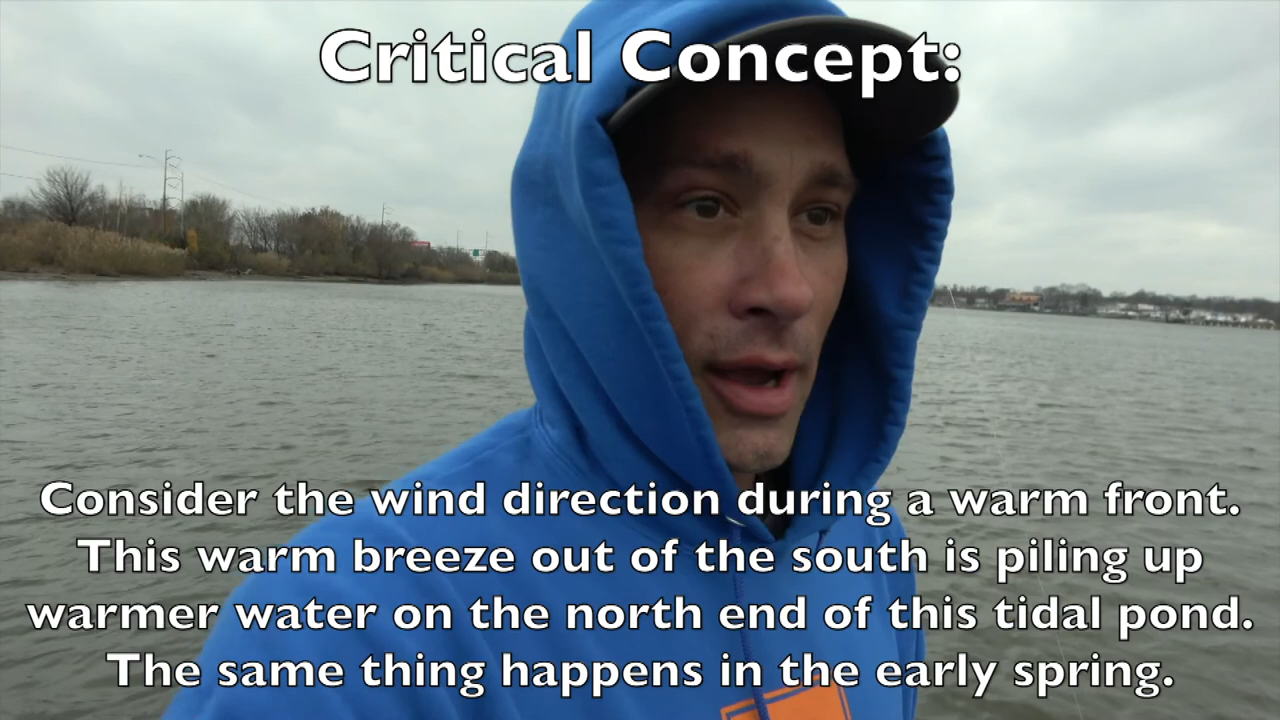 Critical Concept:
Consider the wind direction during a warm front.
This warm breeze out of the south is piling up
warmer water on the north end of this tidal pond.
The same thing happens in the early spring.